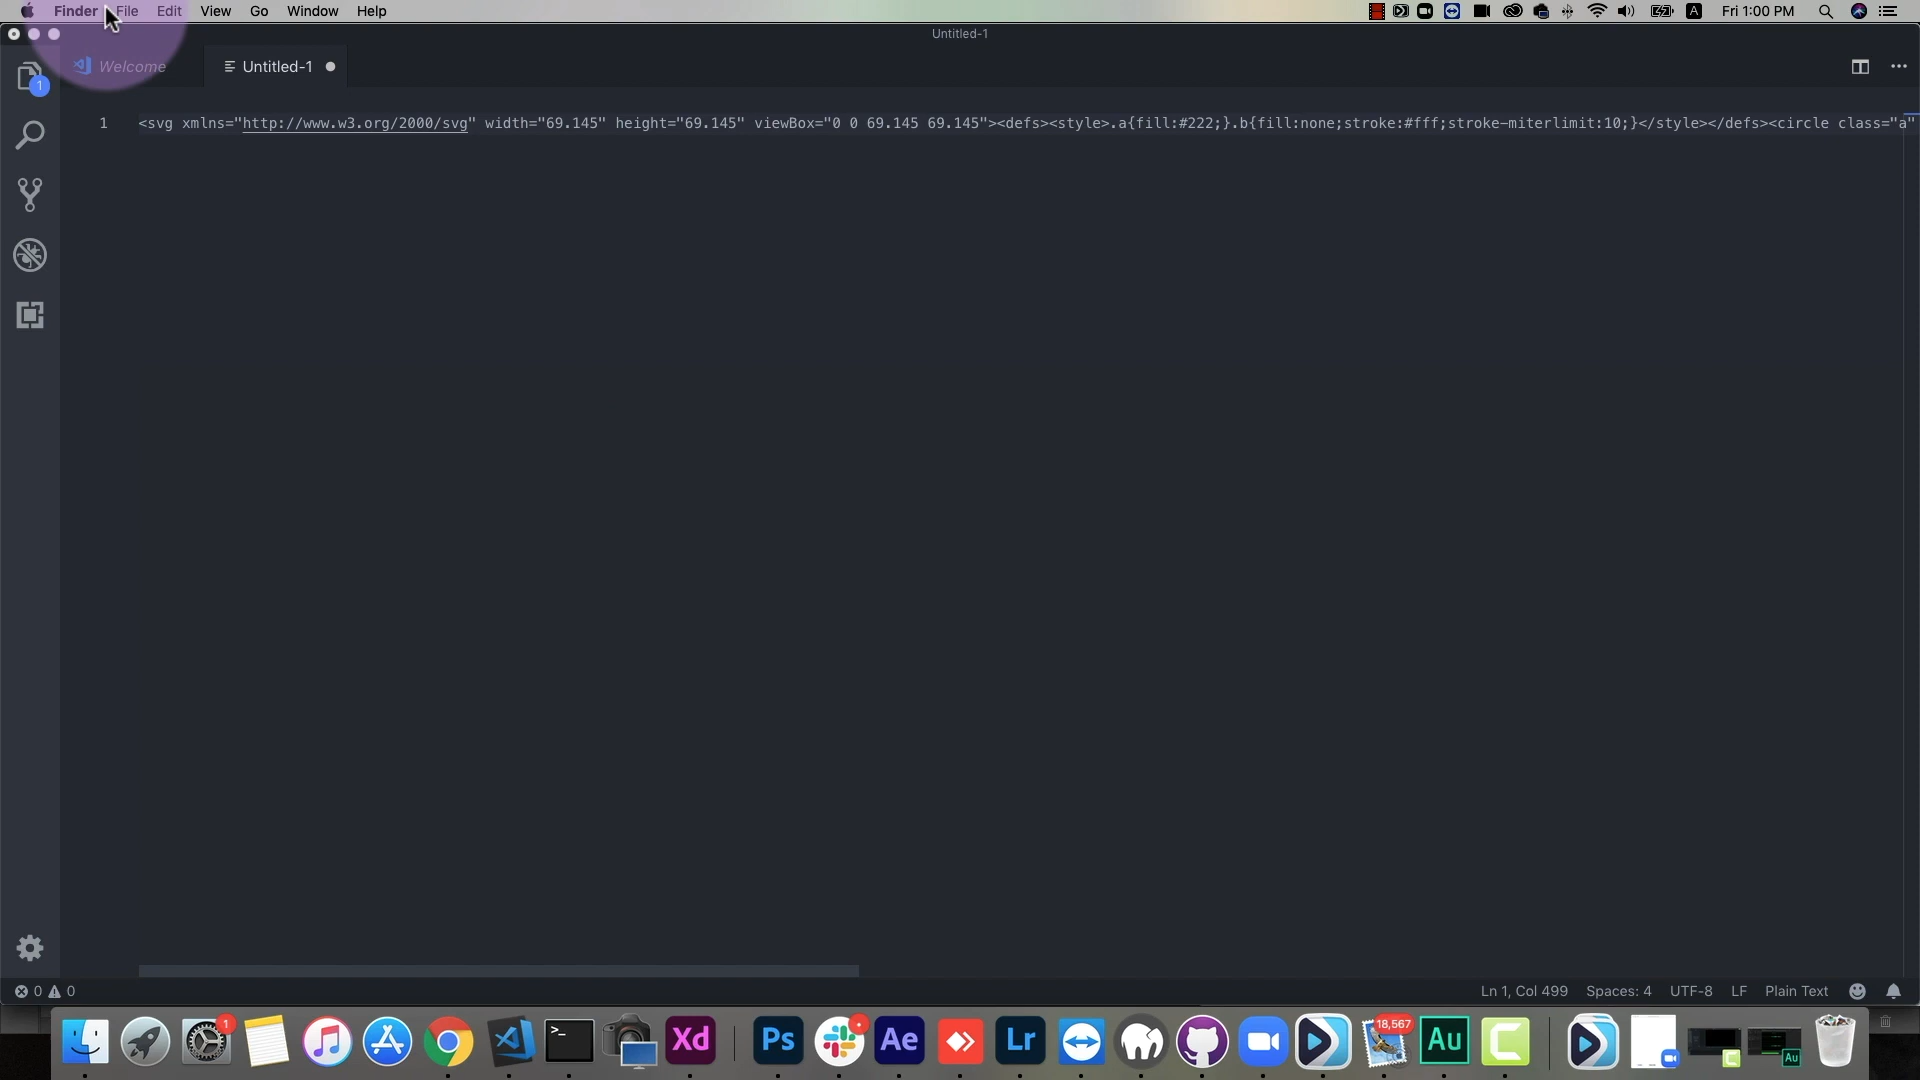 Finder File Edit View Go Window Help A Fri 1:00 PM
Untitled-1
Welcome Untitled-1
1
1 <svg xmlns="http://www.w3.org/2000/svg" width="69.145" height="69.145" viewBox="0 0 69.145 69.145"><defs><style>.a{fill:#222;}.b{fill:none;stroke:#fff;stroke-miterlimit:10;}</style></defs><circle class="a"
0 0 Ln 1, Col 499 Spaces: 4 UTF-8 LF Plain Text
1 >_ Xd Ps Ae Lr 18,567 Au C Au